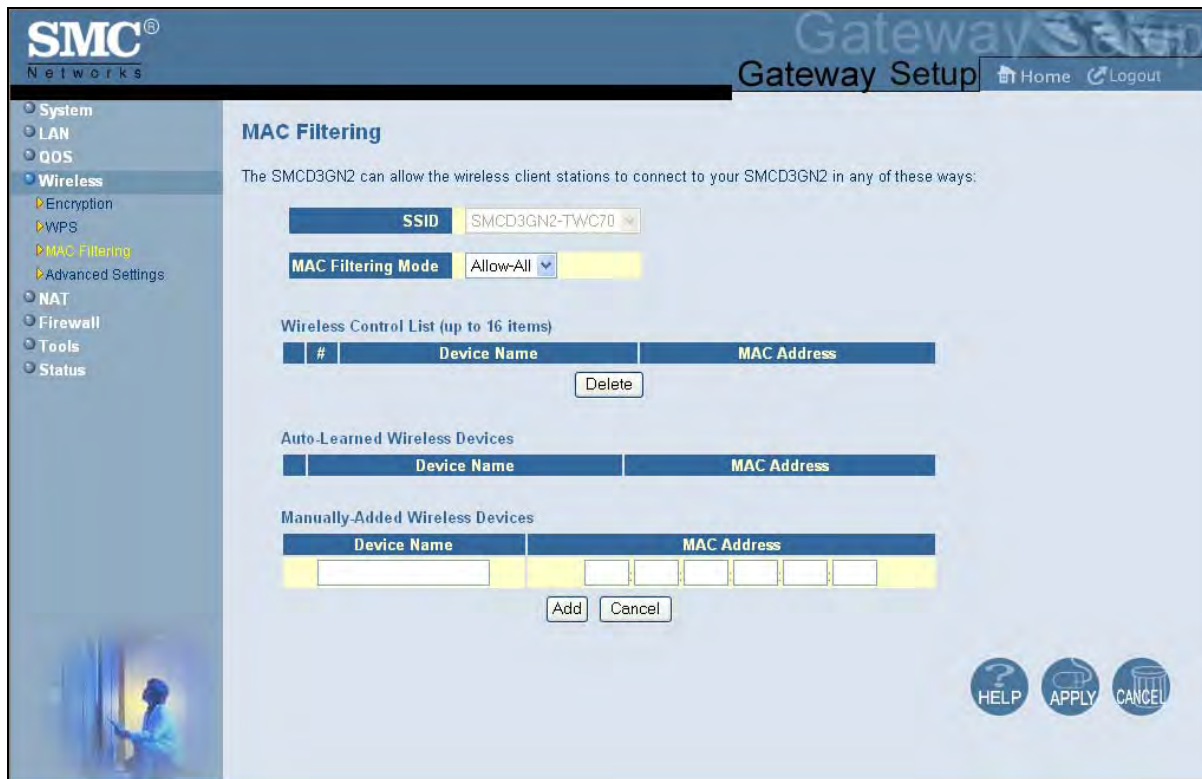 SMC®
Networks
Gateway Setup
Gateway Setup
Home
Logout
System
LAN
QOS
Wireless
Encryption
WPS
MAC Filtering
Advanced Settings
NAT
Firewall
Tools
Status
MAC Filtering
The SMCD3GN2 can allow the wireless client stations to connect to your SMCD3GN2 in any of these ways:
SSID SMCD3GN2-TWC70
MAC Filtering Mode Allow-All
Wireless Control List (up to 16 items)
# Device Name MAC Address
Delete
Auto-Learned Wireless Devices
Device Name MAC Address
Manually-Added Wireless Devices
Device Name MAC Address
: : : : :
Add Cancel
HELP APPLY CANCEL